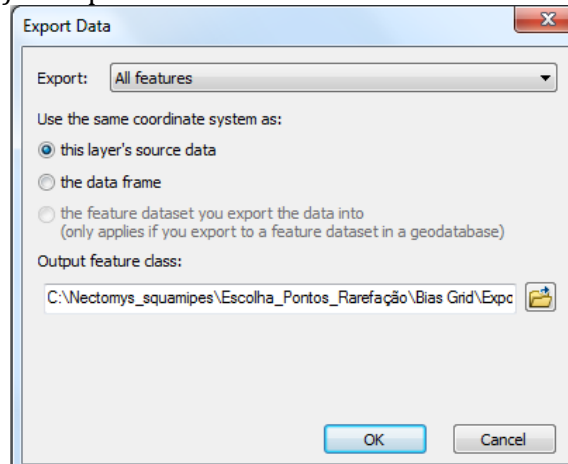 Export Data
Export: All features
Use the same coordinate system as:
this layer's source data
the data frame
the feature dataset you export the data into
(only applies if you export to a feature dataset in a geodatabase)
Output feature class:
C:\Nectomys_squamipes\Escolha_Pontos_Rarefação\Bias Grid\Expc
OK Cancel